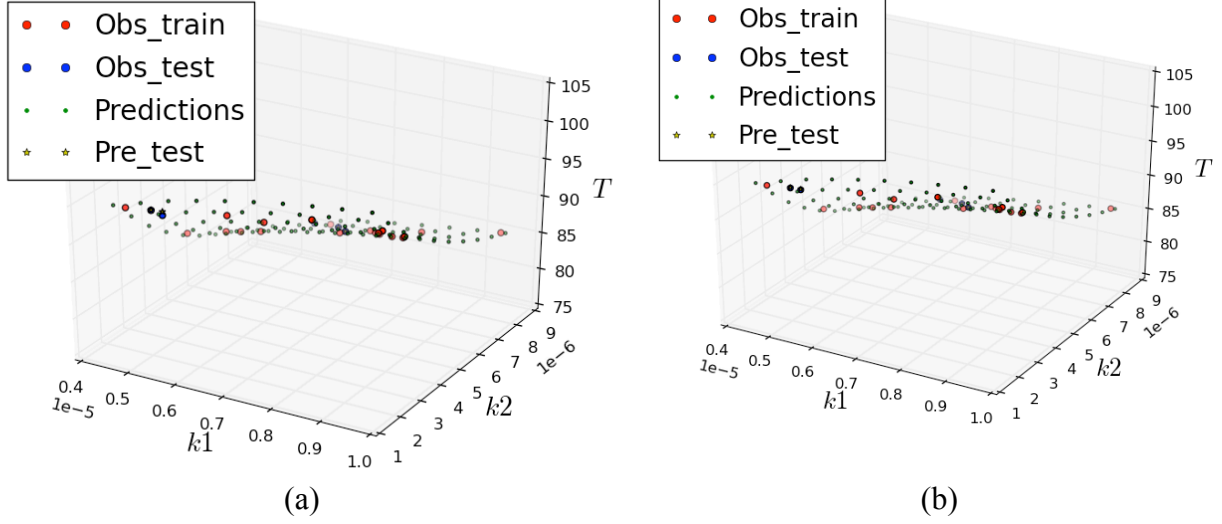 Obs_train
Obs_test
Predictions
Pre_test
105
100
95
90
85
80
75
T
0.4
0.5
0.6
0.7
0.8
0.9
1.0
1e−5
k1
1
2
3
4
5
6
7
8
9
1e−6
k2
(a)
Obs_train
Obs_test
Predictions
Pre_test
105
100
95
90
85
80
75
T
0.4
0.5
0.6
0.7
0.8
0.9
1.0
1e−5
k1
1
2
3
4
5
6
7
8
9
1e−6
k2
(b)